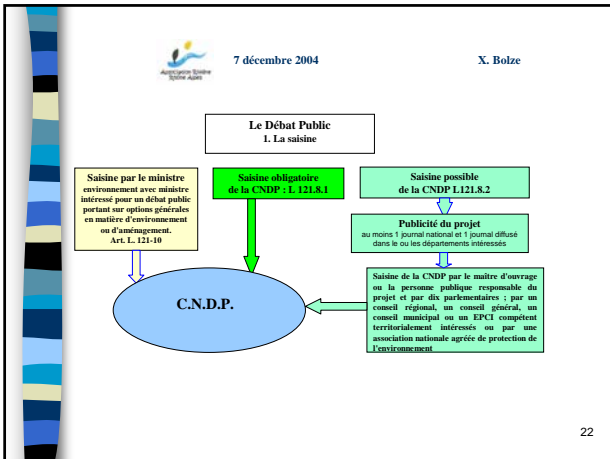 7 décembre 2004
X. Bolze
Le Débat Public
1. La saisine
Saisine par le ministre
environnement avec ministre
intéressé pour un débat public
portant sur options générales
en matière d'environnement
ou d'aménagement.
Art. L. 121-10
Saisine obligatoire
de la CNDP : L 121.8.1
Saisine possible
de la CNDP L121.8.2
Publicité du projet
au moins 1 journal national et 1 journal diffusé
dans le ou les départements intéressés
Saisine de la CNDP par le maître d'ouvrage
ou la personne publique responsable du
projet et par dix parlementaires ; par un
conseil régional, un conseil général, un
conseil municipal ou un EPCI compétent
territorialement intéressés ou par une
association nationale agréée de protection de
l'environnement
C.N.D.P.
22